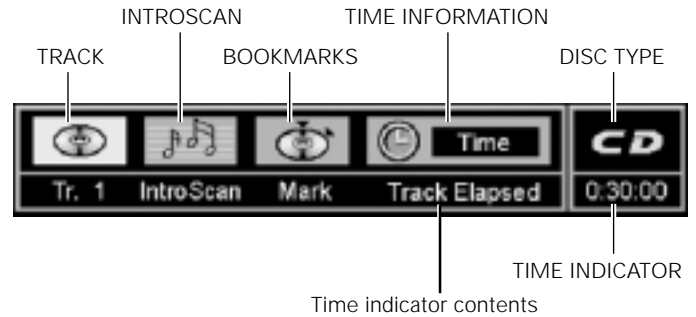 INTROSCAN TIME INFORMATION
TRACK BOOKMARKS DISC TYPE
Time CD
Tr. 1 IntroScan Mark Track Elapsed 0:30:00
TIME INDICATOR
Time indicator contents